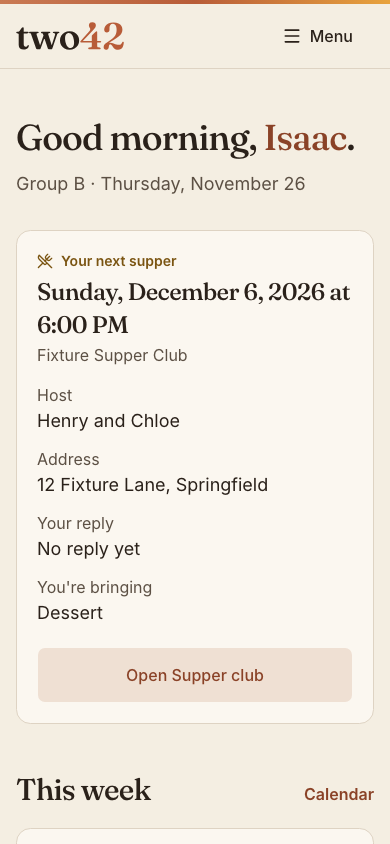 two42
Menu
Good morning, Isaac.
Group B · Thursday, November 26
Your next supper
Sunday, December 6, 2026 at
6:00 PM
Fixture Supper Club
Host
Henry and Chloe
Address
12 Fixture Lane, Springfield
Your reply
No reply yet
You're bringing
Dessert
Open Supper club
This week
Calendar